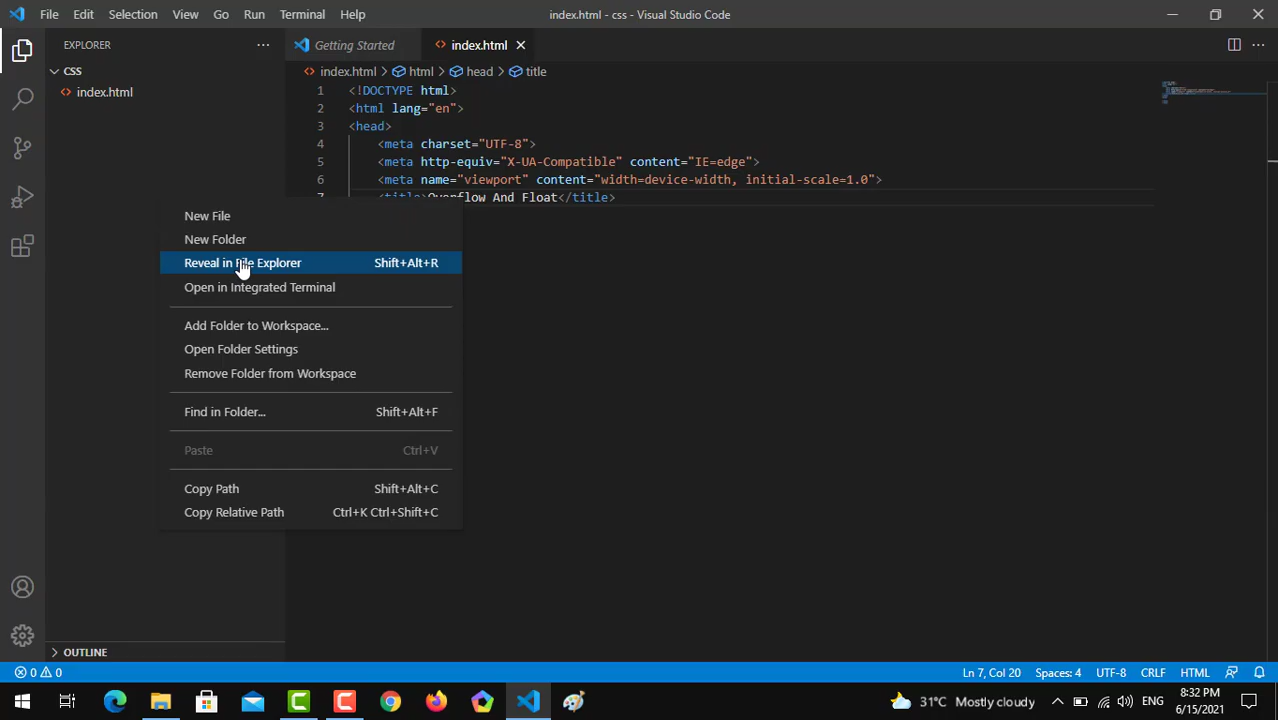 File Edit Selection View Go Run Terminal Help
index.html - css - Visual Studio Code
EXPLORER
Getting Started
index.html
CSS
index.html
index.html > html > head > title
1 <!DOCTYPE html>
2 <html lang="en">
3 <head>
4 <meta charset="UTF-8">
5 <meta http-equiv="X-UA-Compatible" content="IE=edge">
6 <meta name="viewport" content="width=device-width, initial-scale=1.0">
7 <title>Overflow And Float</title>
New File
New Folder
Reveal in File Explorer Shift+Alt+R
Open in Integrated Terminal
Add Folder to Workspace...
Open Folder Settings
Remove Folder from Workspace
Find in Folder... Shift+Alt+F
Paste Ctrl+V
Copy Path Shift+Alt+C
Copy Relative Path Ctrl+K Ctrl+Shift+C
OUTLINE
0 0
Ln 7, Col 20 Spaces: 4 UTF-8 CRLF HTML
31°C Mostly cloudy
ENG
8:32 PM
6/15/2021